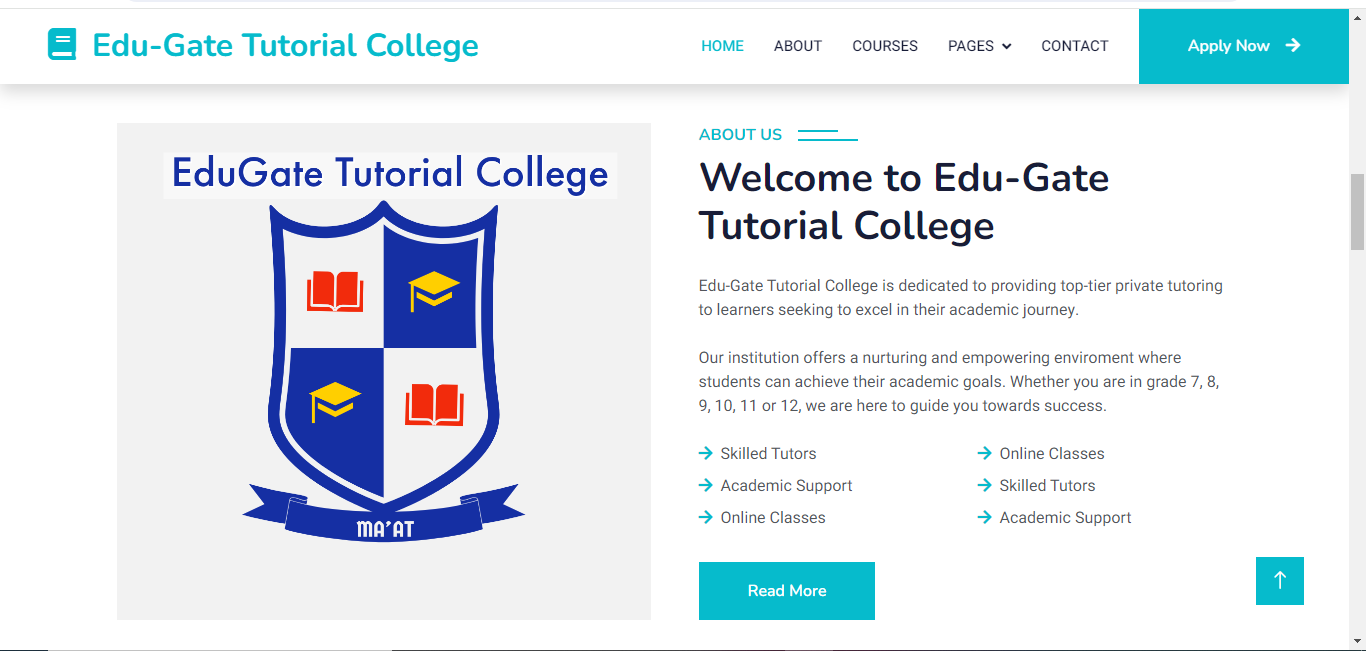 Edu-Gate Tutorial College
HOME
ABOUT
COURSES
PAGES
CONTACT
Apply Now
EduGate Tutorial College
MA'AT
ABOUT US
Welcome to Edu-Gate
Tutorial College
Edu-Gate Tutorial College is dedicated to providing top-tier private tutoring
to learners seeking to excel in their academic journey.
Our institution offers a nurturing and empowering enviroment where
students can achieve their academic goals. Whether you are in grade 7, 8,
9, 10, 11 or 12, we are here to guide you towards success.
Skilled Tutors
Online Classes
Academic Support
Skilled Tutors
Online Classes
Academic Support
Read More